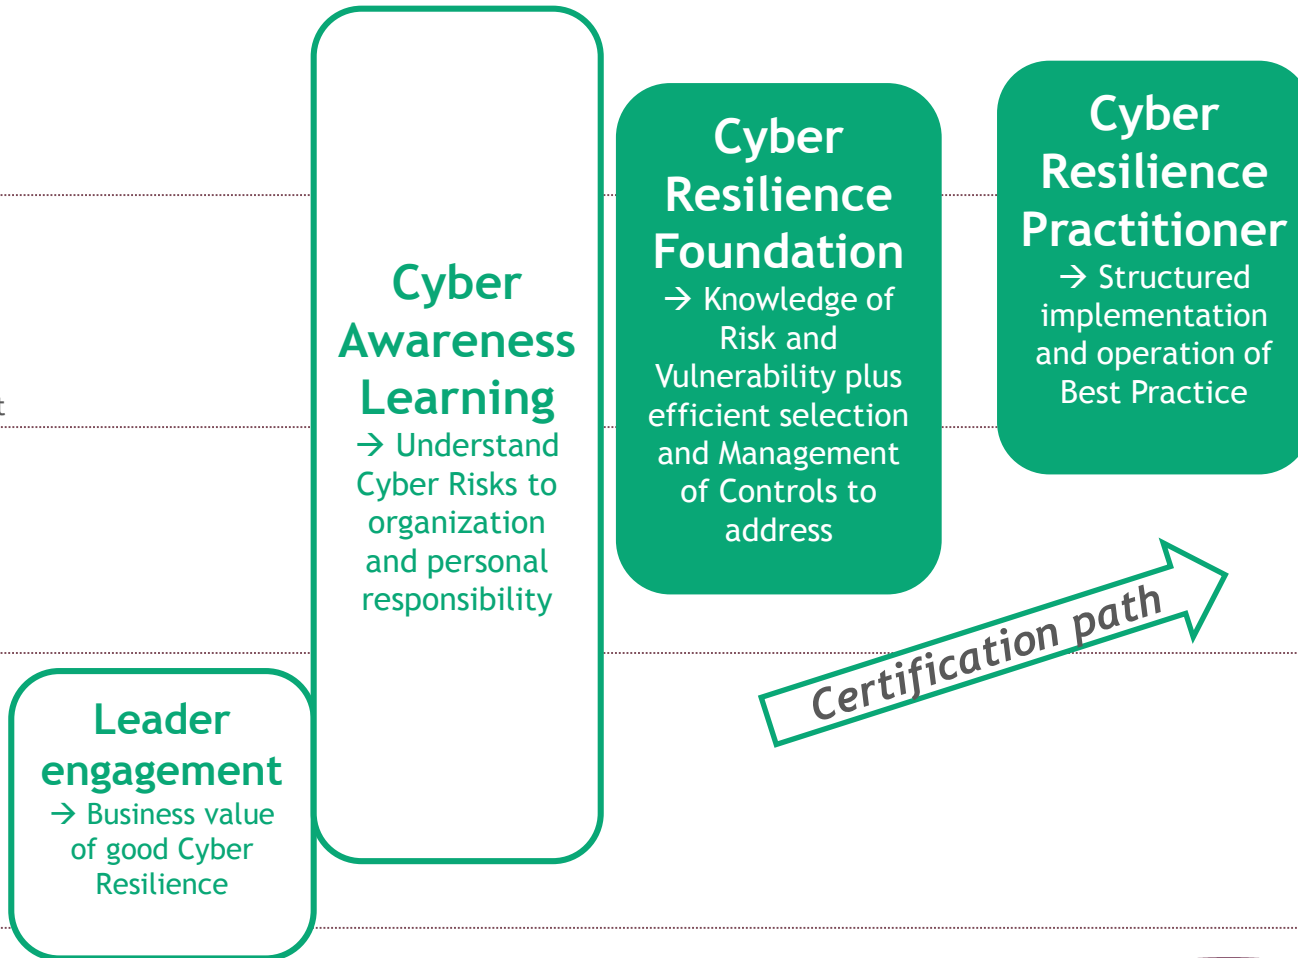 Leader
engagement
→ Business value
of good Cyber
Resilience
Cyber
Awareness
Learning
→ Understand
Cyber Risks to
organization
and personal
responsibility
Cyber
Resilience
Foundation
→ Knowledge of
Risk and
Vulnerability plus
efficient selection
and Management
of Controls to
address
Cyber
Resilience
Practitioner
→ Structured
implementation
and operation of
Best Practice
Certification path